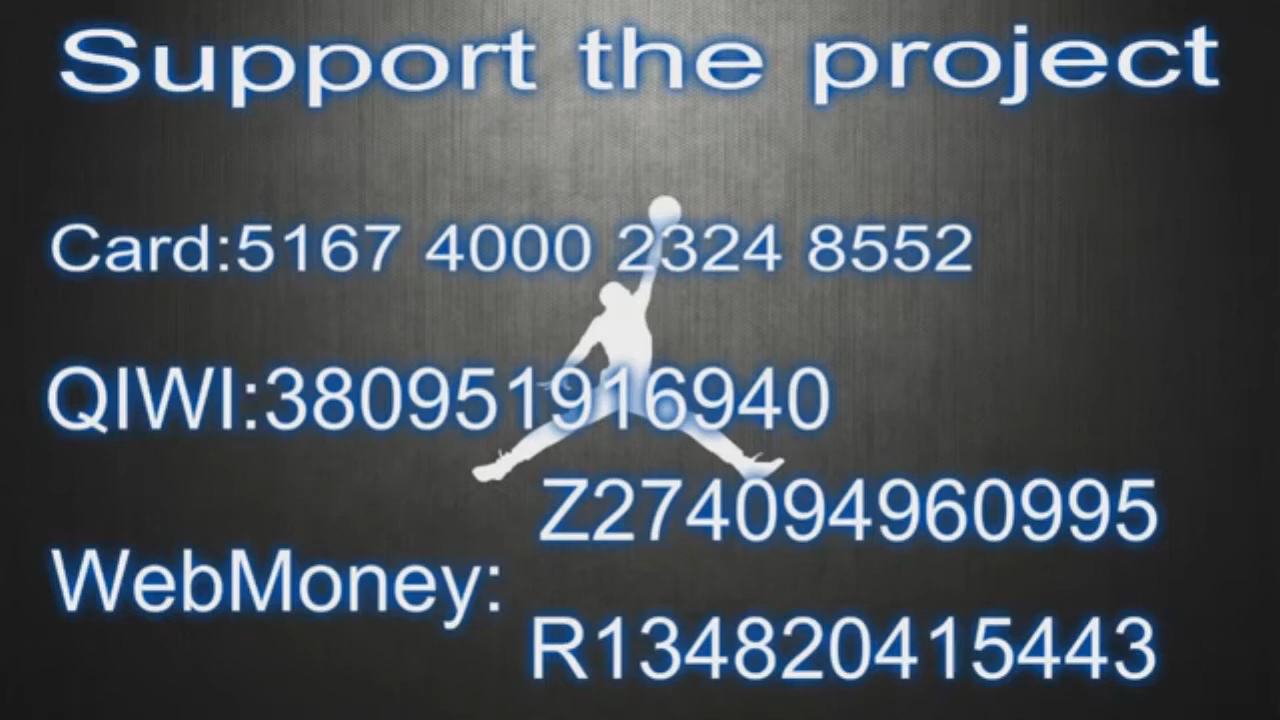 Support the project
Card:5167 4000 2324 8552
QIWI:380951916940
Z274094960995
WebMoney:
R134820415443